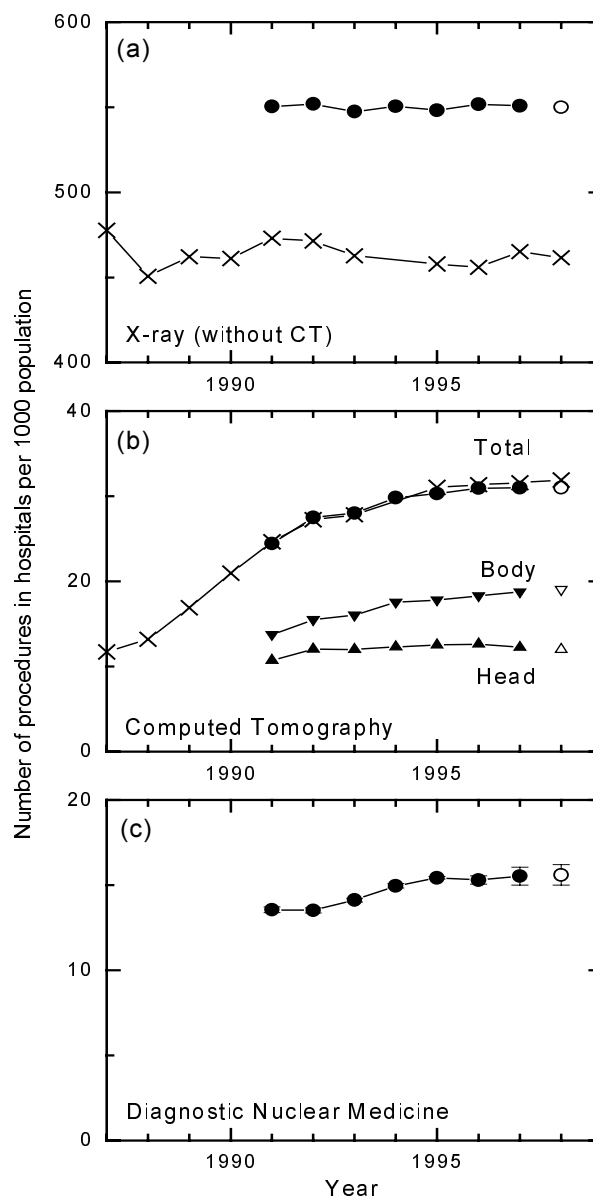 Number of procedures in hospitals per 1000 population
600
(a)
500
X-ray (without CT)
400
1990 1995
40
(b)
Total
Body
20
Head
Computed Tomography
0
1990 1995
20
(c)
10
Diagnostic Nuclear Medicine
0
1990 1995
Year